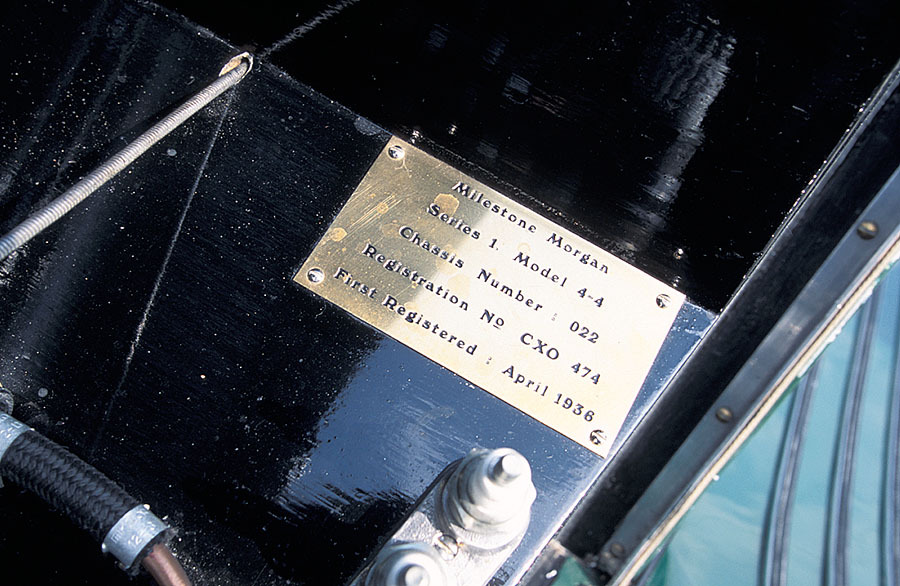 Milestone Morgan
Series 1. Model 4-4
Chassis Number : 022
Registration Nº CXO 474
First Registered : April 1936